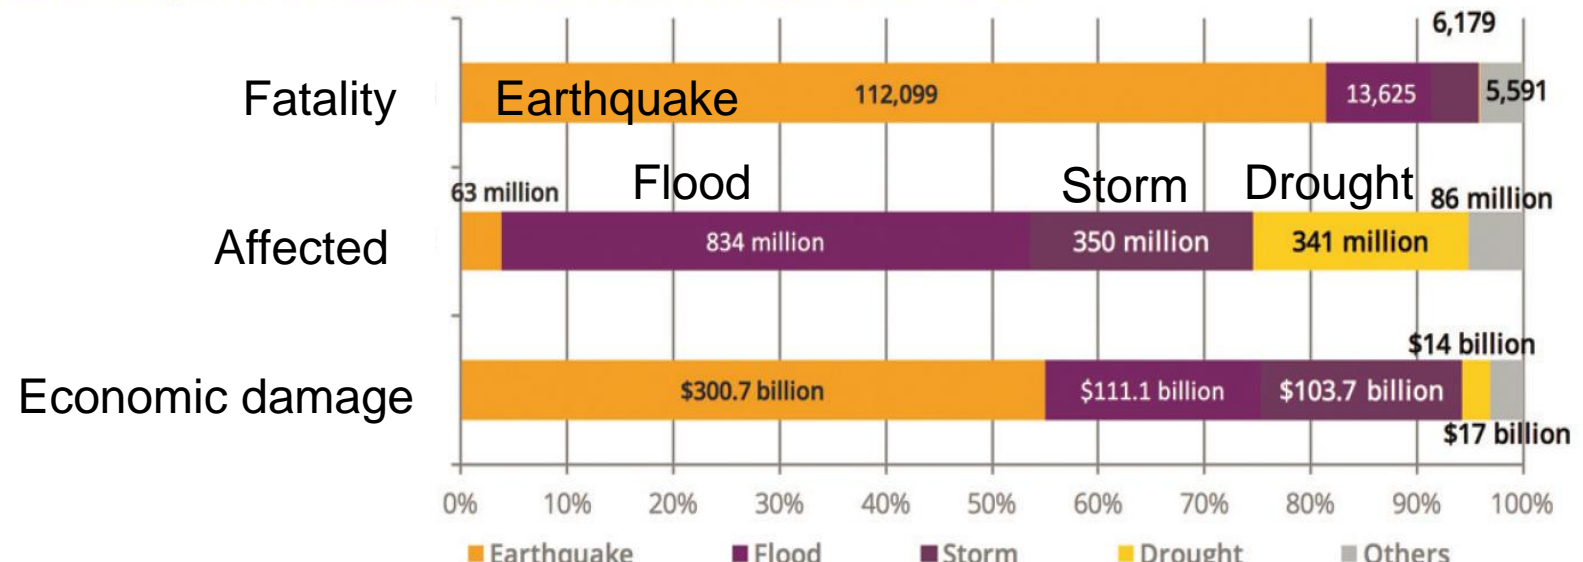 6,179
Fatality Earthquake 112,099 13,625 5,591
63 million Flood Storm Drought 86 million
Affected 834 million 350 million 341 million
$14 billion
Economic damage $300.7 billion $111.1 billion $103.7 billion
$17 billion
0% 10% 20% 30% 40% 50% 60% 70% 80% 90% 100%
Earthquake Flood Storm Drought Others